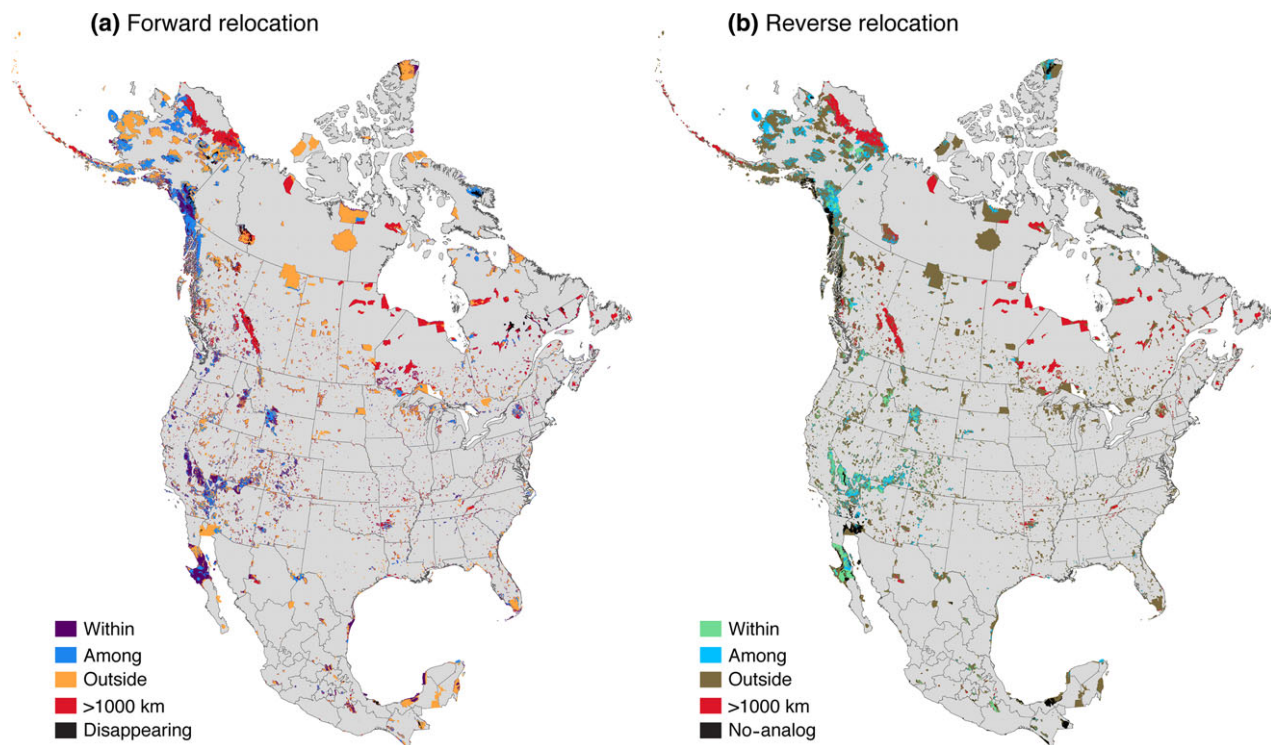 (a) Forward relocation
Within
Among
Outside
>1000 km
Disappearing
(b) Reverse relocation
Within
Among
Outside
>1000 km
No-analog